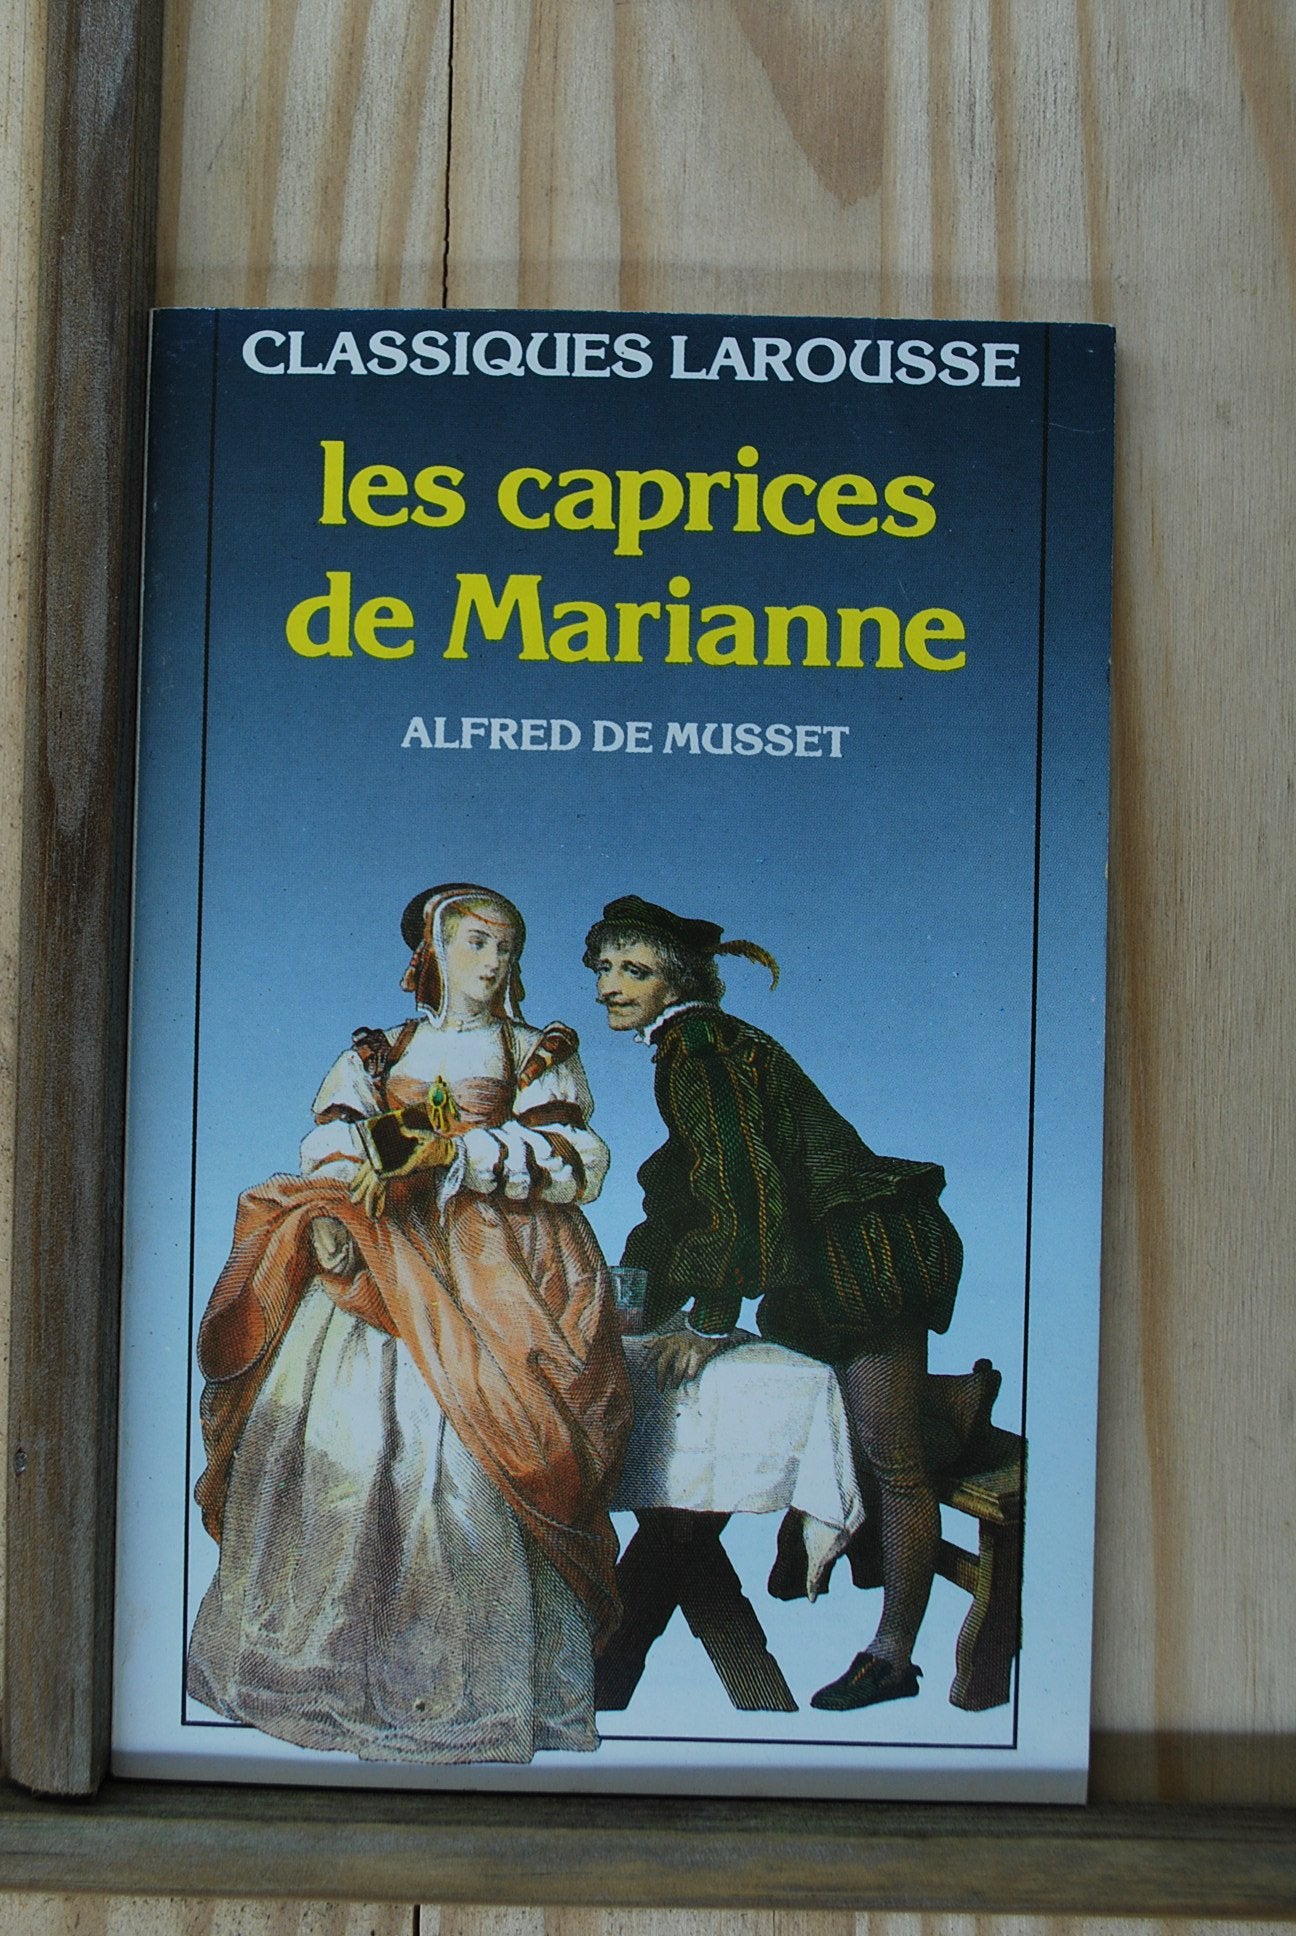 CLASSIQUES LAROUSSE
les caprices
de Marianne
ALFRED DE MUSSET